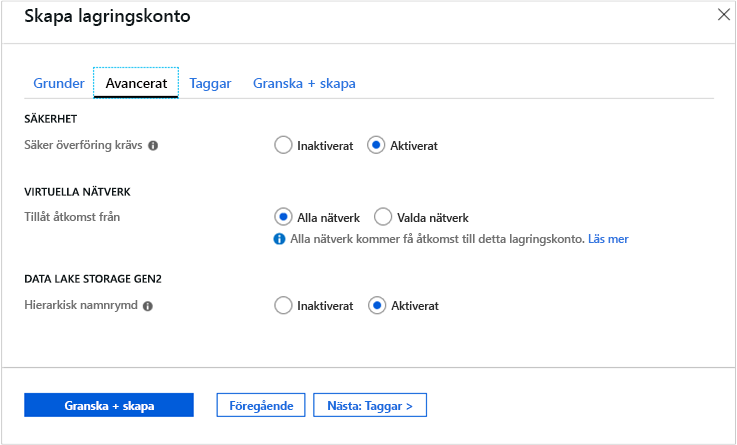 Skapa lagringskonto
Grunder Avancerat Taggar Granska + skapa
SÄKERHET
Säker överföring krävs Inaktiverat Aktiverat
VIRTUELLA NÄTVERK
Tillåt åtkomst från Alla nätverk Valda nätverk
Alla nätverk kommer få åtkomst till detta lagringskonto. Läs mer
DATA LAKE STORAGE GEN2
Hierarkisk namnrymd Inaktiverat Aktiverat
Granska + skapa Föregående Nästa: Taggar >